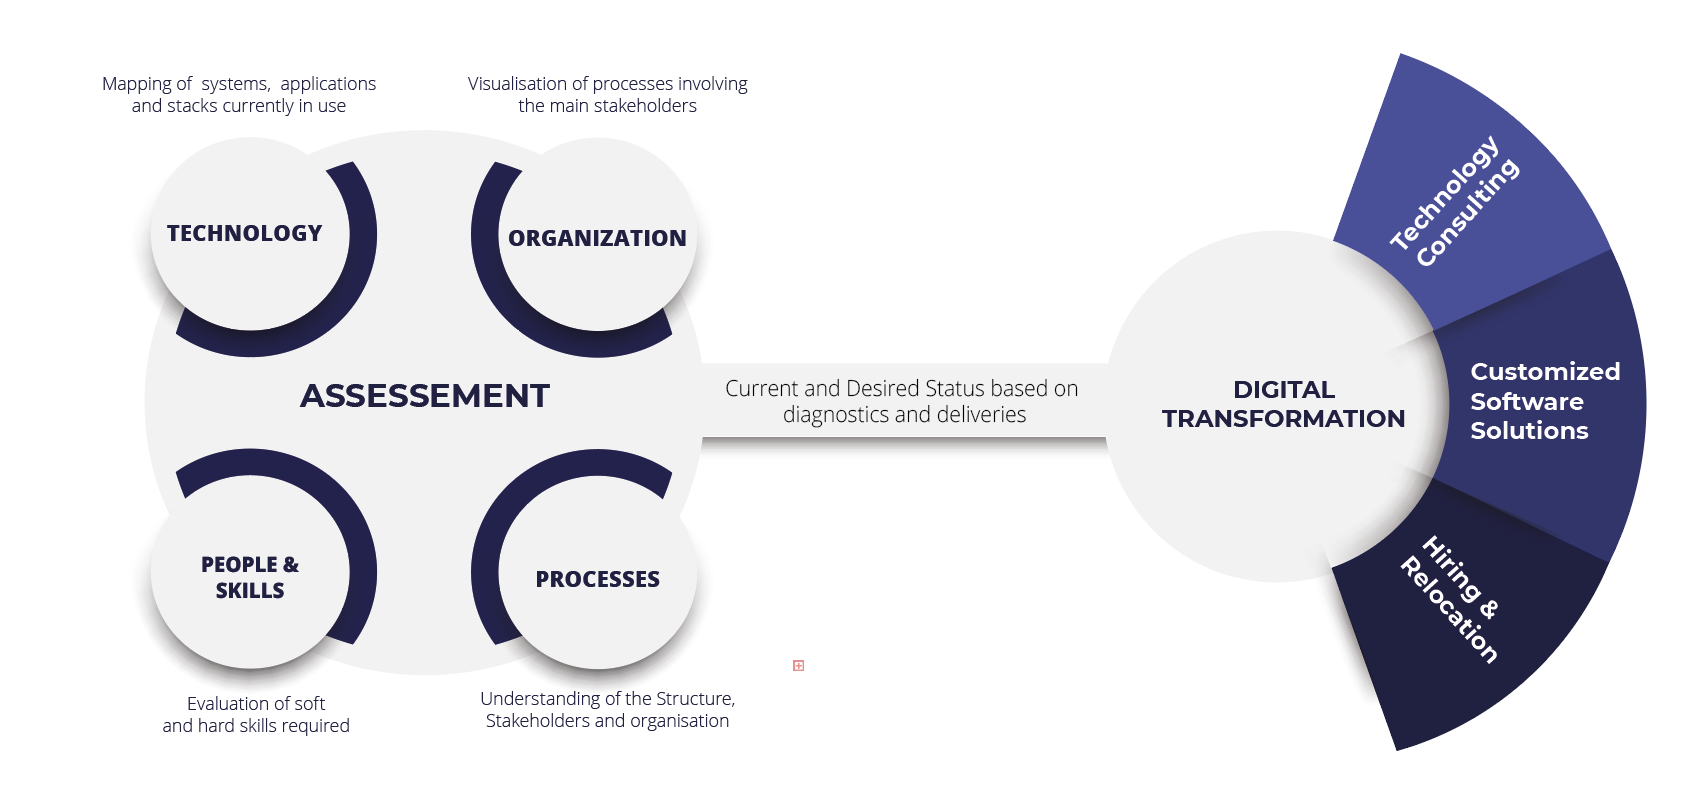 Mapping of systems, applications
and stacks currently in use
Visualisation of processes involving
the main stakeholders
TECHNOLOGY
ORGANIZATION
ASSESSEMENT
PEOPLE &
SKILLS
PROCESSES
Evaluation of soft
and hard skills required
Understanding of the Structure,
Stakeholders and organisation
Current and Desired Status based on
diagnostics and deliveries
DIGITAL
TRANSFORMATION
Technology
Consulting
Customized
Software
Solutions
Hiring &
Relocation